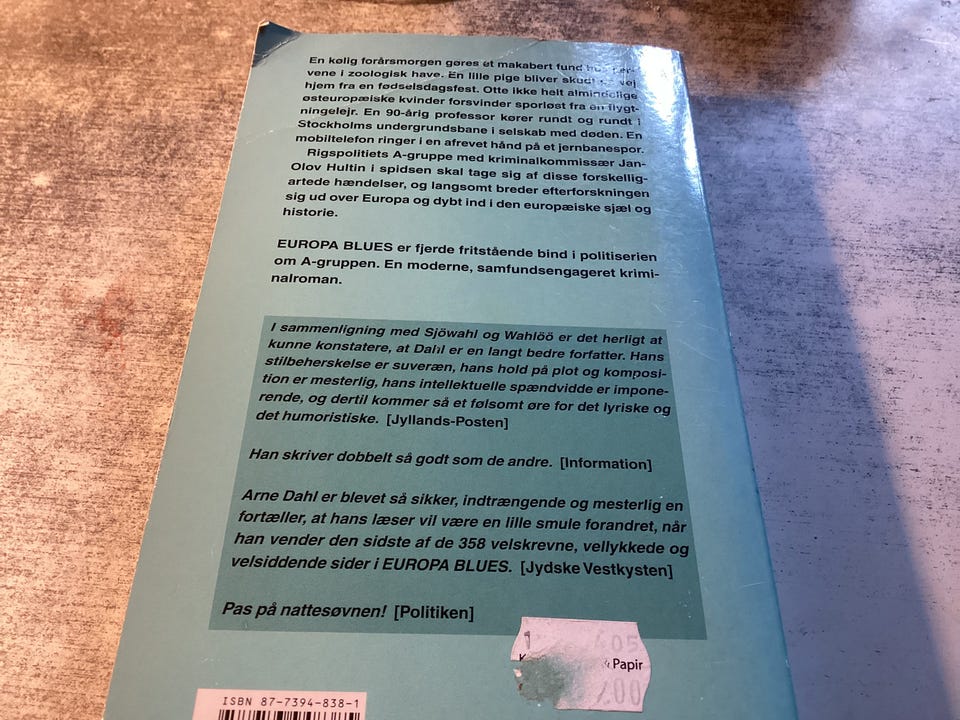 En kølig forårsmorgen gøres et makabert fund hos jer-
vene i zoologisk have. En lille pige bliver skudt vej
hjem fra en fødselsdagsfest. Otte ikke helt almindelige
østeuropæiske kvinder forsvinder sporløst fra en flygt-
ningelejr. En 90-årig professor kører rundt og rundt i
Stockholms undergrundsbane i selskab med døden. En
mobiltelefon ringer i en afrevet hånd på et jernbanespor.
Rigspolitiets A-gruppe med kriminalkommissær Jan-
Olov Hultin i spidsen skal tage sig af disse forskellig-
artede hændelser, og langsomt breder efterforskningen
sig ud over Europa og dybt ind i den europæiske sjæl og
historie.
EUROPA BLUES er fjerde fritstående bind i politiserien
om A-gruppen. En moderne, samfundsengageret krimi-
nalroman.
I sammenligning med Sjöwahl og Wahlöö er det herligt at
kunne konstatere, at Dahl er en langt bedre forfatter. Hans
stilbeherskelse er suveræn, hans hold på plot og komposi-
tion er mesterlig, hans intellektuelle spændvidde er impone-
rende, og dertil kommer så et følsomt øre for det lyriske og
det humoristiske. [Jyllands-Posten]
Han skriver dobbelt så godt som de andre. [Information]
Arne Dahl er blevet så sikker, indtrængende og mesterlig en
fortæller, at hans læser vil være en lille smule forandret, når
han vender den sidste af de 358 velskrevne, vellykkede og
velsiddende sider i EUROPA BLUES. [Jydske Vestkysten]
Pas på nattesøvnen! [Politiken]
Papir
ISBN 87-7394-838-1